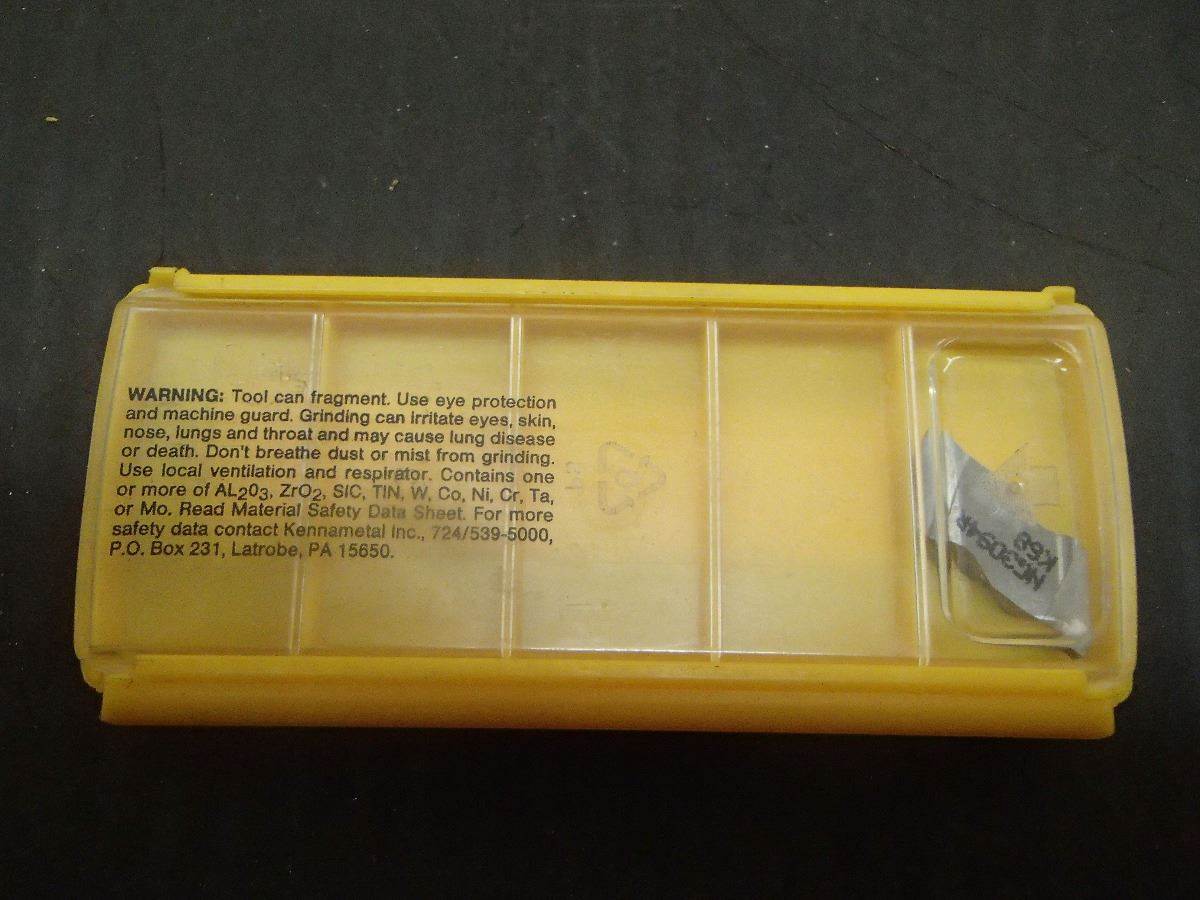 WARNING: Tool can fragment. Use eye protection
and machine guard. Grinding can irritate eyes, skin,
nose, lungs and throat and may cause lung disease
or death. Don't breathe dust or mist from grinding.
Use local ventilation and respirator. Contains one
or more of AL2O3, ZrO2, SIC, TIN, W, Co, Ni, Cr, Ta,
or Mo. Read Material Safety Data Sheet. For more
safety data contact Kennametal Inc., 724/539-5000,
P.O. Box 231, Latrobe, PA 15650.
K68